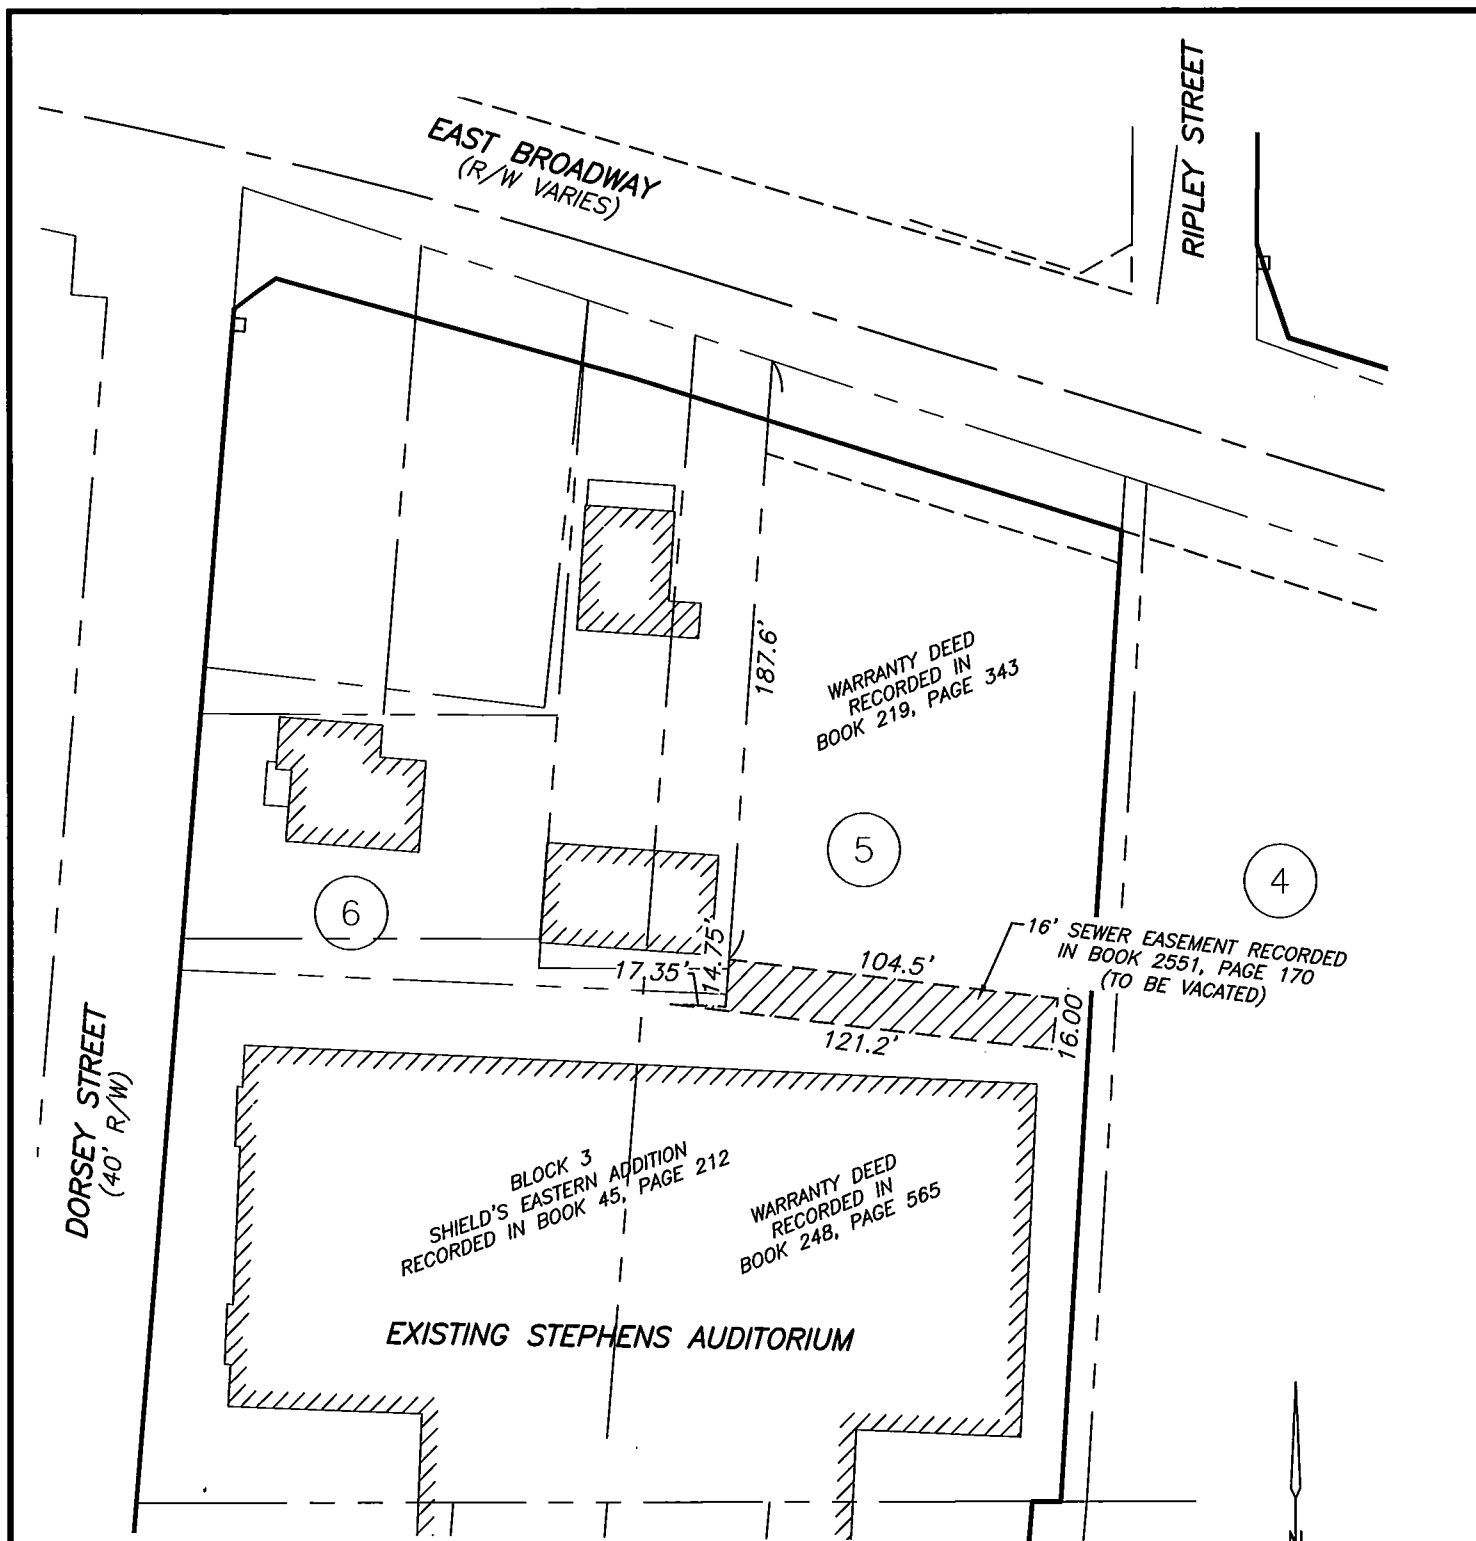 RIPLEY STREET
EAST BROADWAY
(R/W VARIES)
187.6'
WARRANTY DEED
RECORDED IN
BOOK 219, PAGE 343
5
4
6
16' SEWER EASEMENT RECORDED
IN BOOK 2551, PAGE 170
(TO BE VACATED)
14.75'
17.35'
104.5'
121.2'
16.00'
DORSEY STREET
(40' R/W)
BLOCK 3
SHIELD'S EASTERN ADDITION
RECORDED IN BOOK 45, PAGE 212
WARRANTY DEED
RECORDED IN
BOOK 248, PAGE 565
EXISTING STEPHENS AUDITORIUM